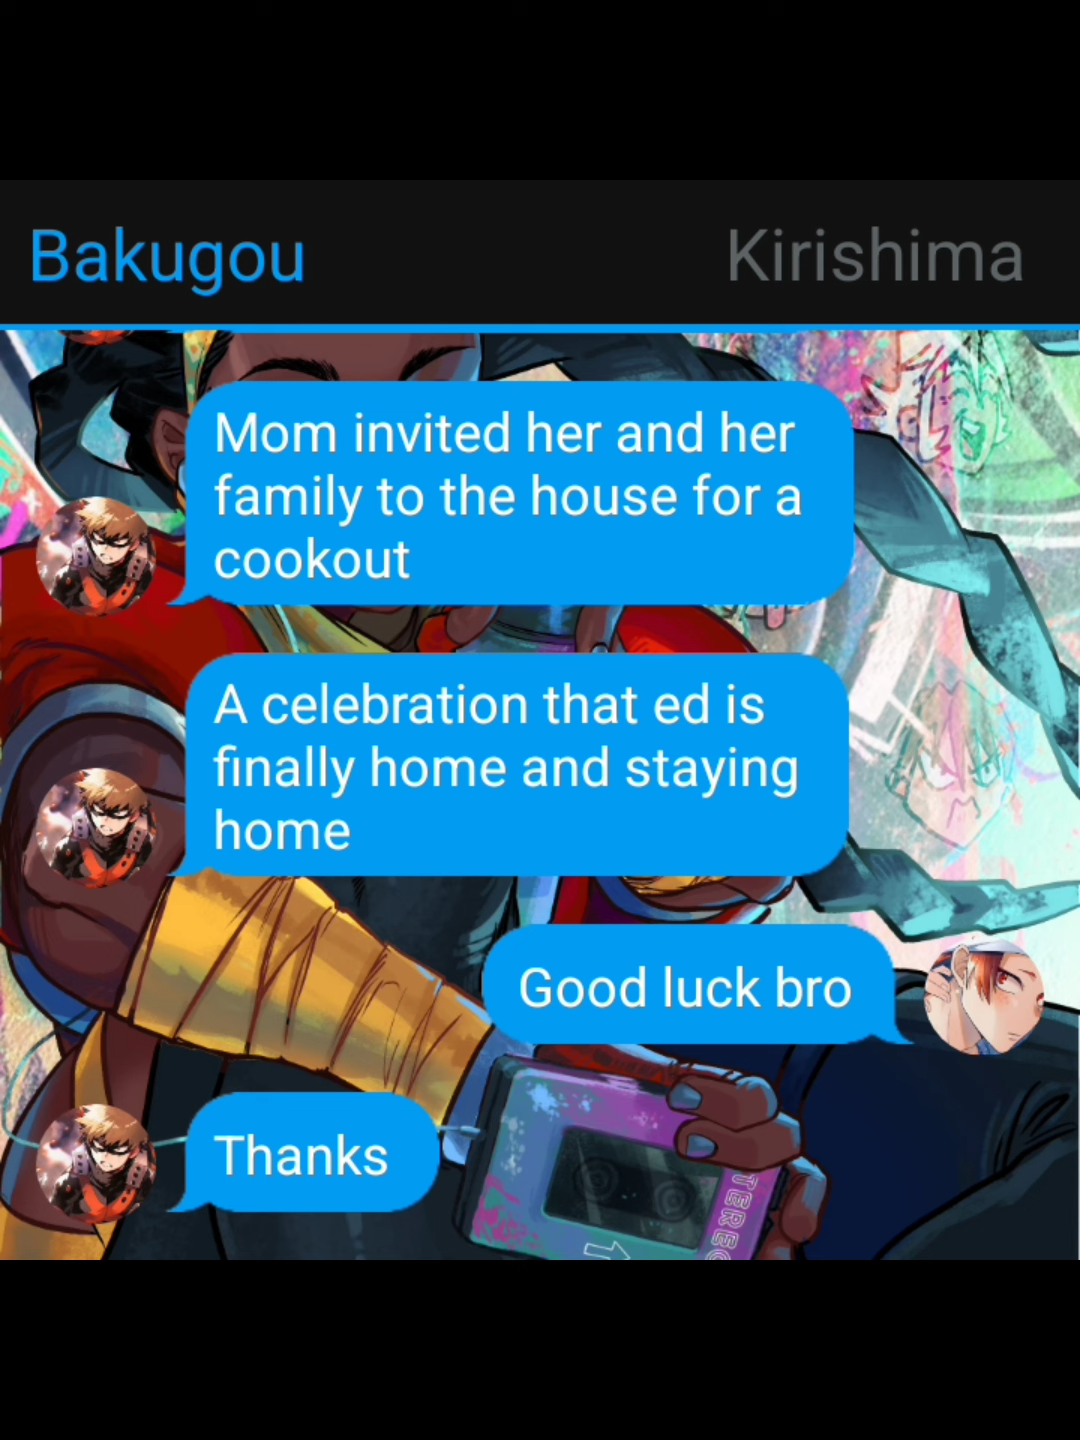 Bakugou Kirishima
Mom invited her and her
family to the house for a
cookout
A celebration that ed is
finally home and staying
home
Good luck bro
Thanks
TEREO